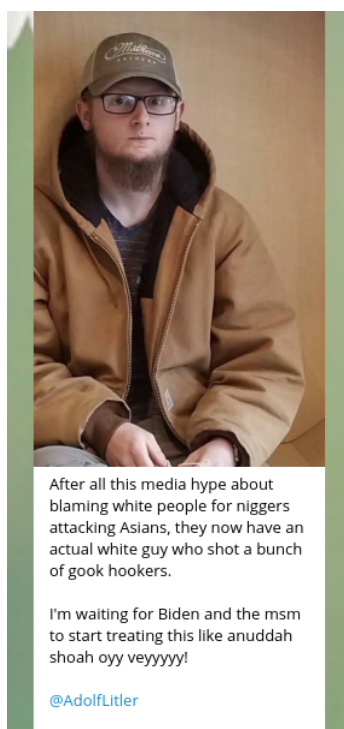 Mathews
ARCHERY
After all this media hype about
blaming white people for niggers
attacking Asians, they now have an
actual white guy who shot a bunch
of gook hookers.
I'm waiting for Biden and the msm
to start treating this like anuddah
shoah oyy veyyyyy!
@AdolfLitler